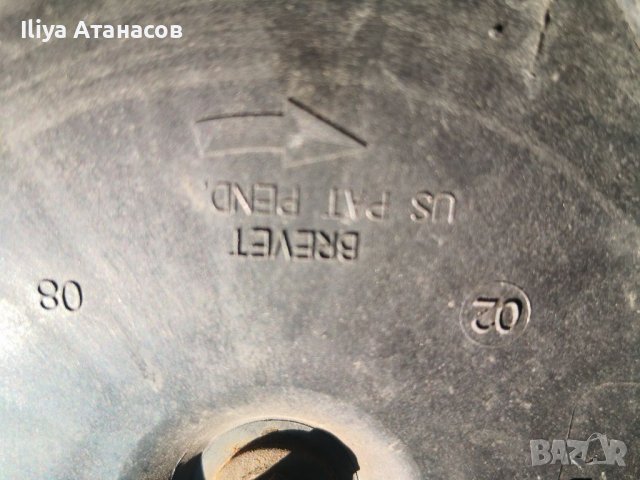 Iliya Атанасов
02
08
BREVET
US PAT PEND.
BAZAR